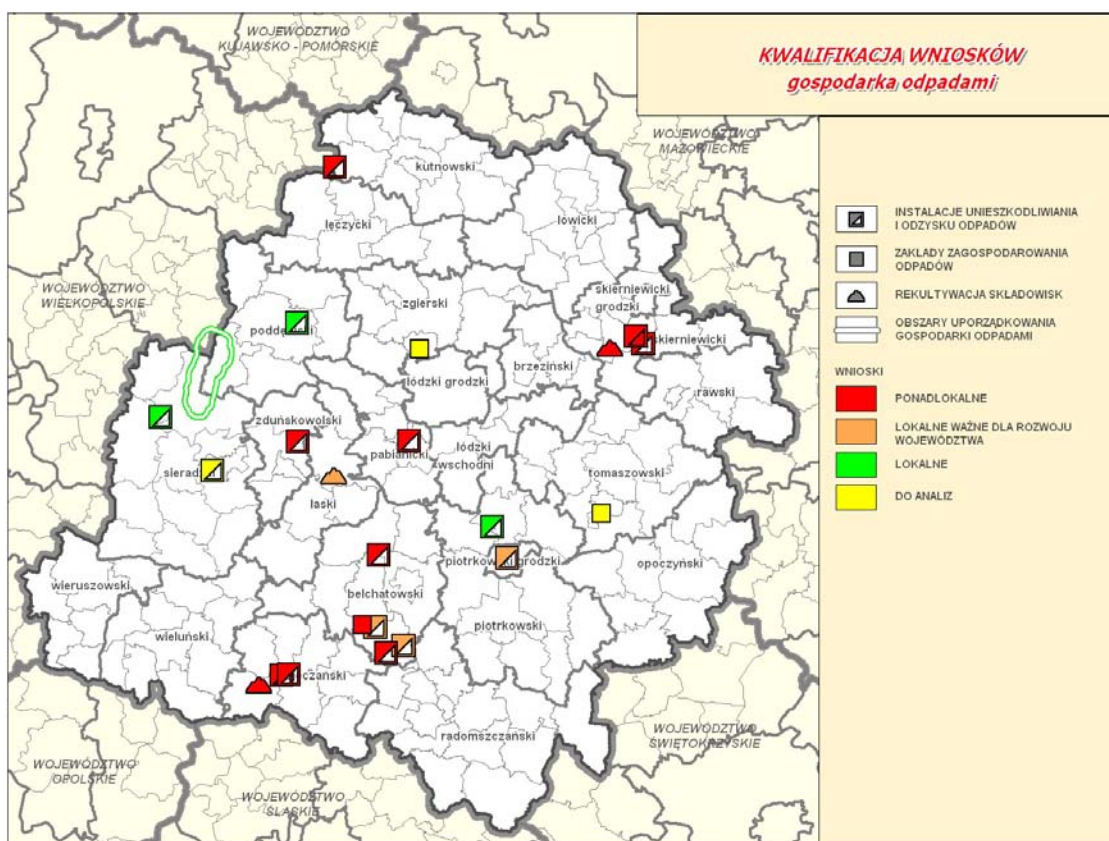 KWALIFIKACJA WNIOSKÓW
gospodarka odpadami
WOJEWÓDZTWO
KUJAWSKO - POMORSKIE
WOJEWÓDZTWO
MAZOWIECKIE
kutnowski
łęczycki
łowicki
WOJEWÓDZTWO
WIELKOPOLSKIE
zgierski
skierniewicki
grodzki
skierniewicki
brzeziński
łódzki grodzki
rawski
zduńskowolski
pabianicki
łódzki
wschodni
tomaszowski
łaski
piotrkowski grodzki
opoczyński
wieruszowski
bełchatowski
wieluński
piotrkowski
radomszczański
WOJEWÓDZTWO
ŚWIĘTOKRZYSKIE
WOJEWÓDZTWO
OPOLSKIE
WOJEWÓDZTWO
ŚLĄSKIE
INSTALACJE UNIESZKODLIWIANIA
I ODZYSKU ODPADÓW
ZAKŁADY ZAGOSPODAROWANIA
ODPADÓW
REKULTYWACJA SKŁADOWISK
OBSZARY UPORZĄDKOWANIA
GOSPODARKI ODPADAMI
WNIOSKI
PONADLOKALNE
LOKALNE WAŻNE DLA ROZWOJU
WOJEWÓDZTWA
LOKALNE
DO ANALIZ